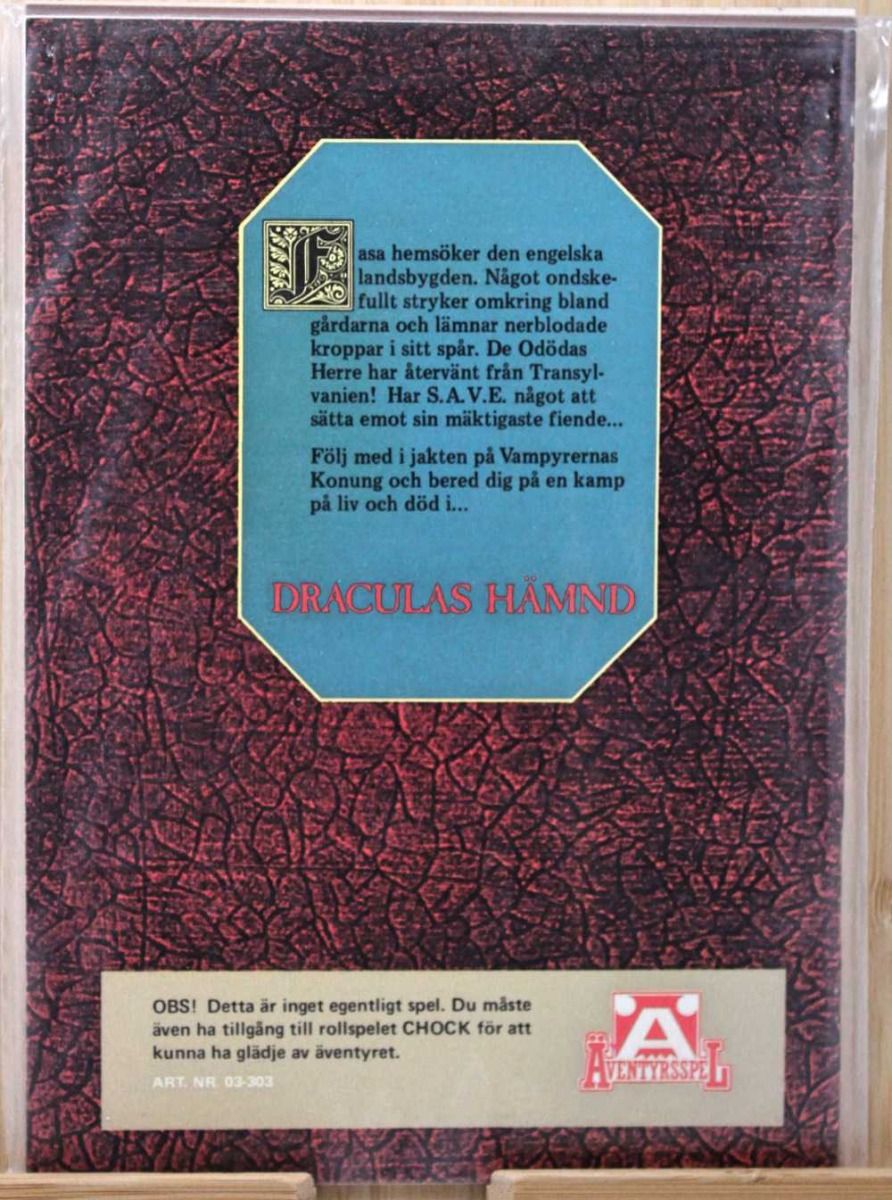 Fasa hemsöker den engelska
landsbygden. Något ondske-
fullt stryker omkring bland
gårdarna och lämnar nerblodade
kroppar i sitt spår. De Odödas
Herre har återvänt från Transyl-
vanien! Har S.A.V.E. något att
sätta emot sin mäktigaste fiende...
Följ med i jakten på Vampyrernas
Konung och bered dig på en kamp
på liv och död i...
DRACULAS HÄMND
OBS! Detta är inget egentligt spel. Du måste
även ha tillgång till rollspelet CHOCK för att
kunna ha glädje av äventyret.
ART. NR 03-303
Ä
ÄVENTYRSSPEL